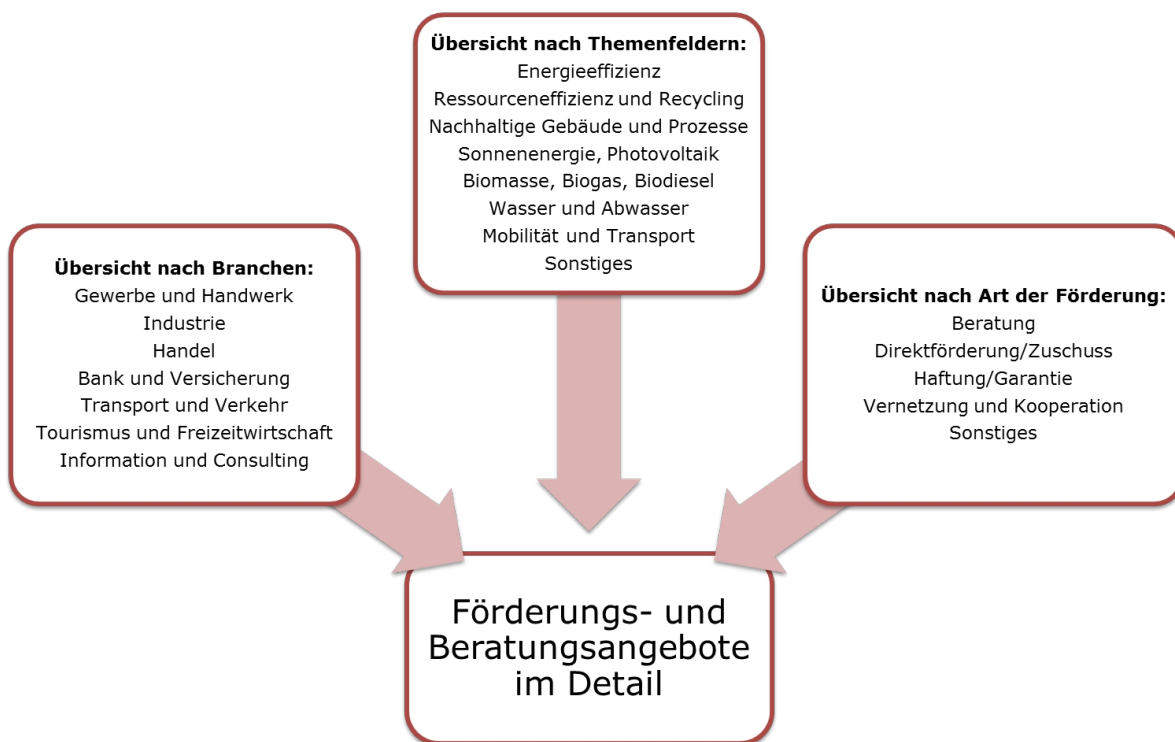 Übersicht nach Themenfeldern:
Energieeffizienz
Ressourceneffizienz und Recycling
Nachhaltige Gebäude und Prozesse
Sonnenenergie, Photovoltaik
Biomasse, Biogas, Biodiesel
Wasser und Abwasser
Mobilität und Transport
Sonstiges
Übersicht nach Branchen:
Gewerbe und Handwerk
Industrie
Handel
Bank und Versicherung
Transport und Verkehr
Tourismus und Freizeitwirtschaft
Information und Consulting
Übersicht nach Art der Förderung:
Beratung
Direktförderung/Zuschuss
Haftung/Garantie
Vernetzung und Kooperation
Sonstiges
Förderungs- und
Beratungsangebote
im Detail